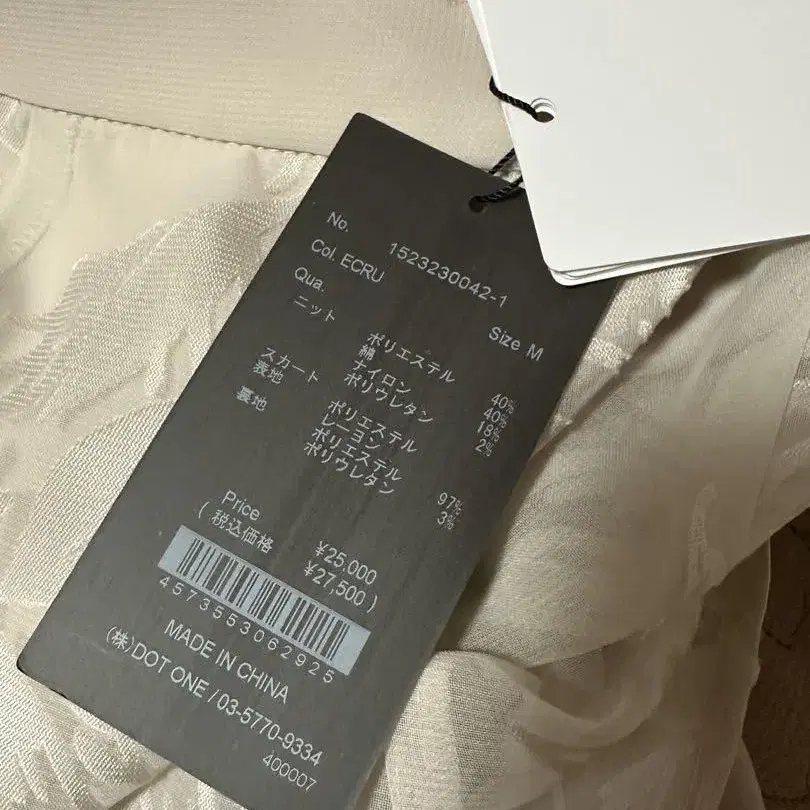 No. 1523230042-1
Col. ECRU Size M
Qua.
ニット
ポリエステル 40%
絹 40%
ナイロン 18%
ポリウレタン 2%
スカート
表地 ポリエステル
レーヨン
裏地 ポリエステル 97%
ポリウレタン 3%
Price ¥25,000
( 税込価格 ¥27,500 )
4573553062925
MADE IN CHINA
(株)DOT ONE / 03-5770-9334
400007